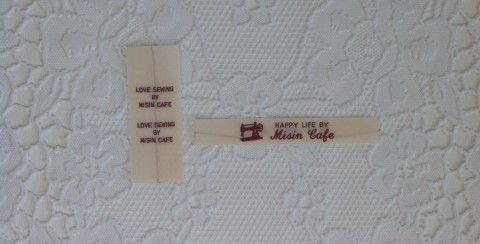 LOVE SEWING
BY
MISIN CAFE
LOVE SEWING
BY
MISIN CAFE
HAPPY LIFE BY
Misin Cafe